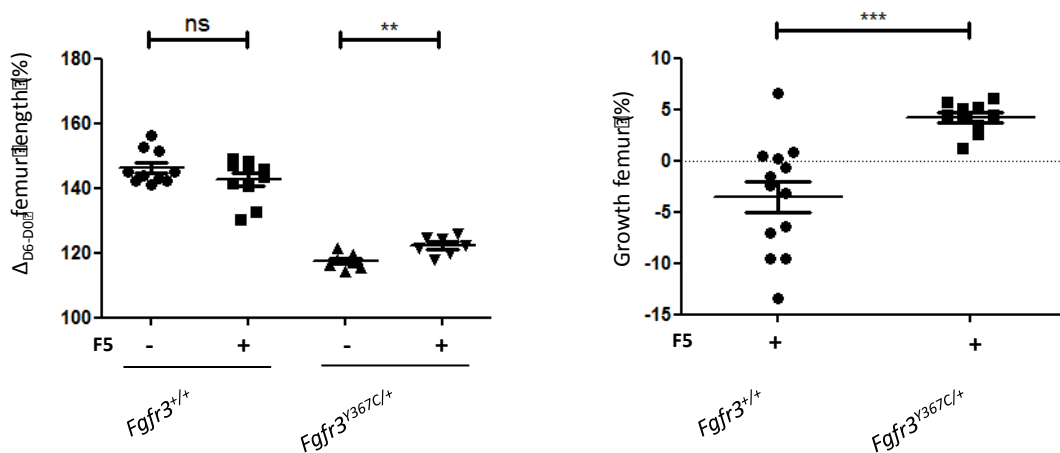 ns
**
ΔD6-D0 femur length (%)
180
160
140
120
100
F5 - + - +
Fgfr3+/+
Fgfr3Y367C/+
***
Growth femur (%)
10
5
0
-5
-10
-15
F5 + +
Fgfr3+/+
Fgfr3Y367C/+